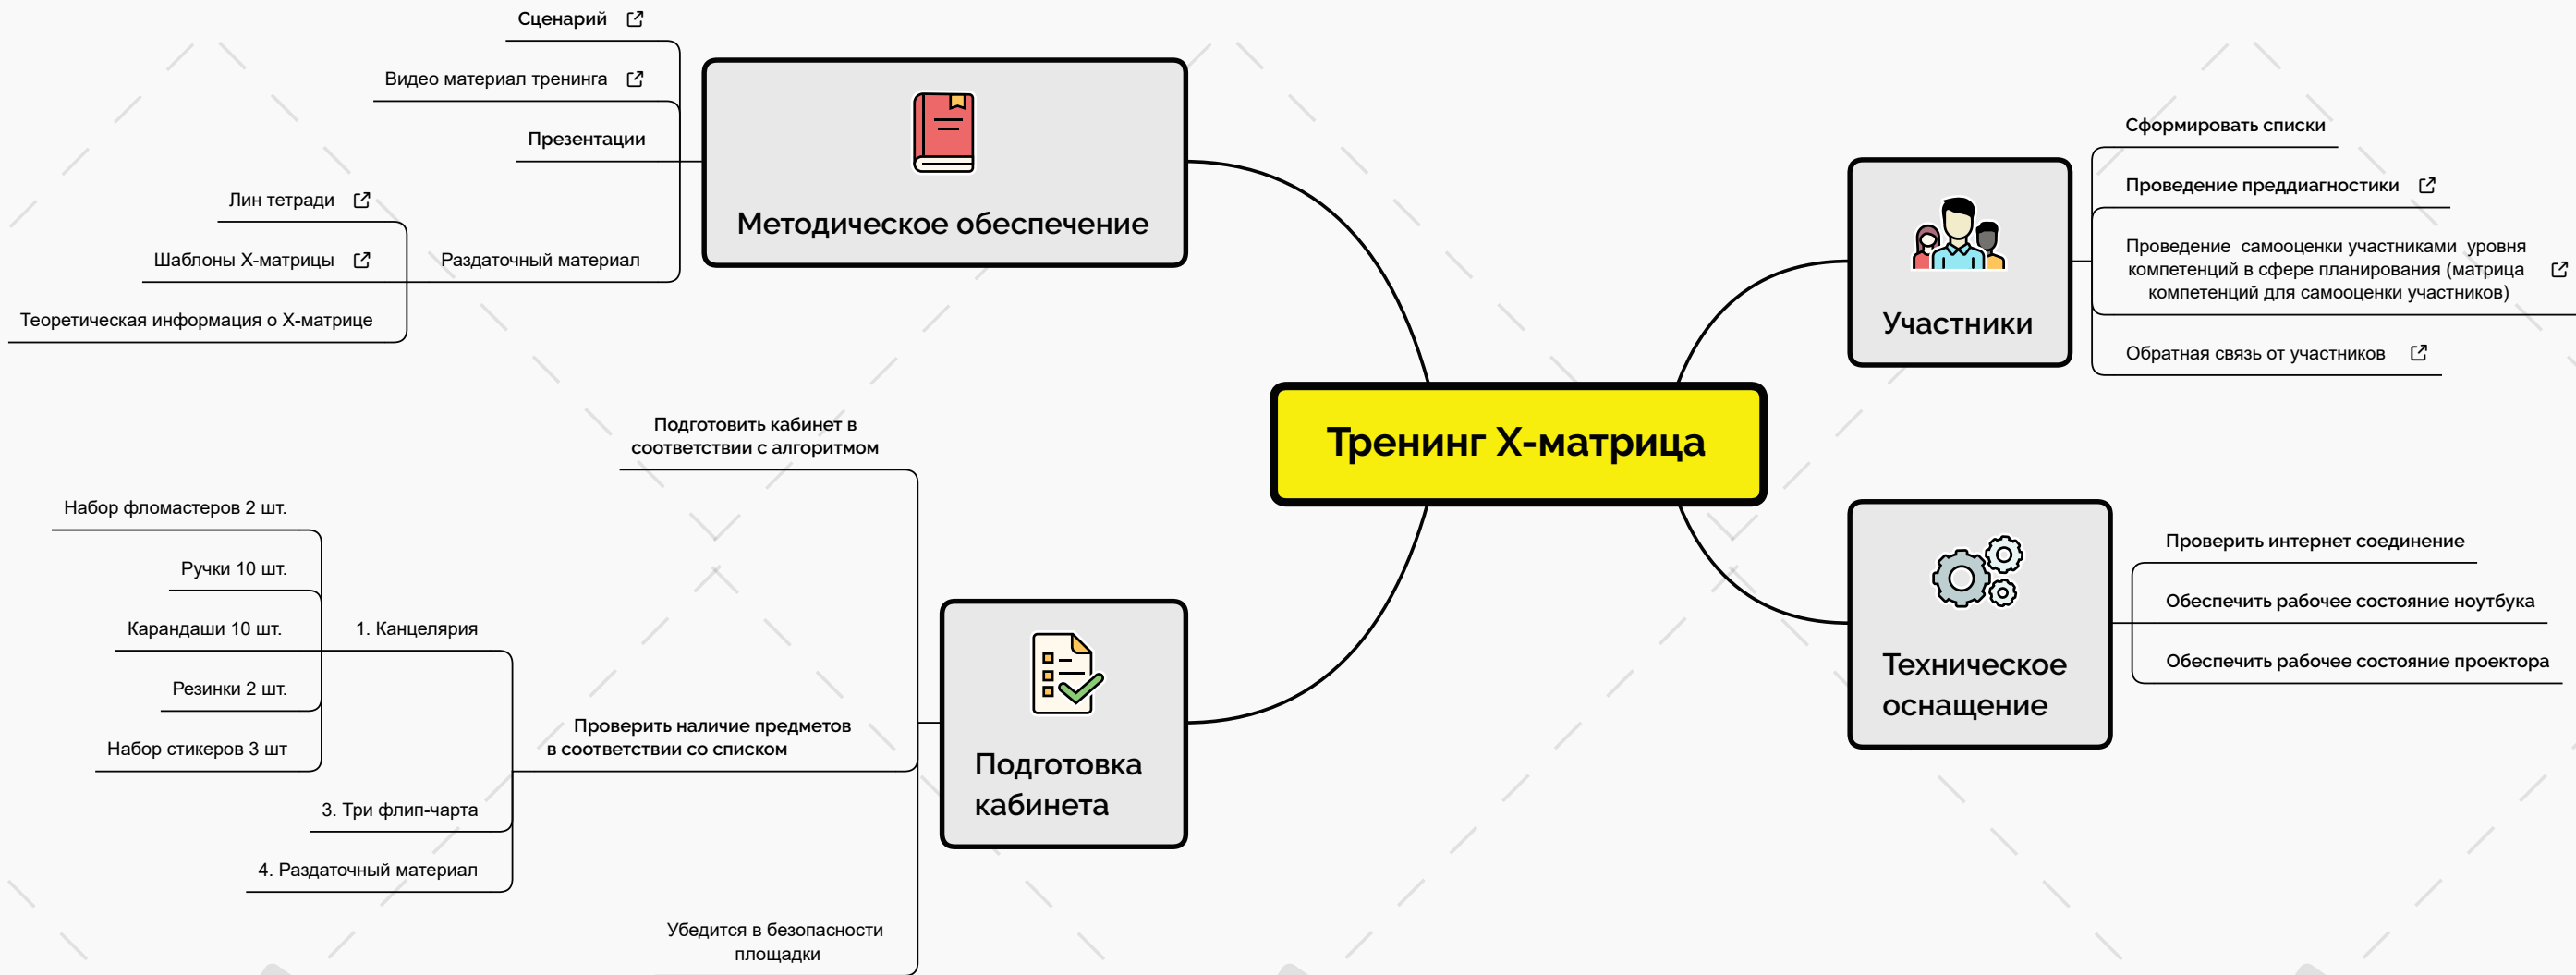 Тренинг Х-матрица
Методическое обеспечение
Сценарий
Видео материал тренинга
Презентации
Раздаточный материал
Лин тетради
Шаблоны Х-матрицы
Теоретическая информация о Х-матрице
Участники
Сформировать списки
Проведение преддиагностики
Проведение самооценки участниками уровня
компетенций в сфере планирования (матрица
компетенций для самооценки участников)
Обратная связь от участников
Подготовка
кабинета
Подготовить кабинет в
соответствии с алгоритмом
Проверить наличие предметов
в соответствии со списком
1. Канцелярия
Набор фломастеров 2 шт.
Ручки 10 шт.
Карандаши 10 шт.
Резинки 2 шт.
Набор стикеров 3 шт
3. Три флип-чарта
4. Раздаточный материал
Убедится в безопасности
площадки
Техническое
оснащение
Проверить интернет соединение
Обеспечить рабочее состояние ноутбука
Обеспечить рабочее состояние проектора